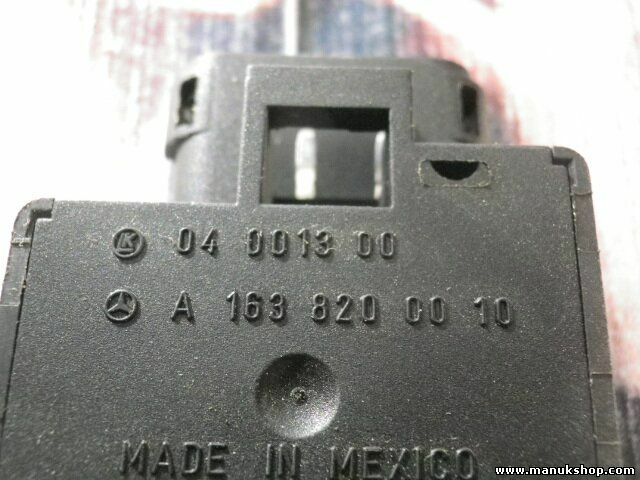 K 04 0013 00
A 163 820 00 10
MADE IN MEXICO
www.manukshop.com